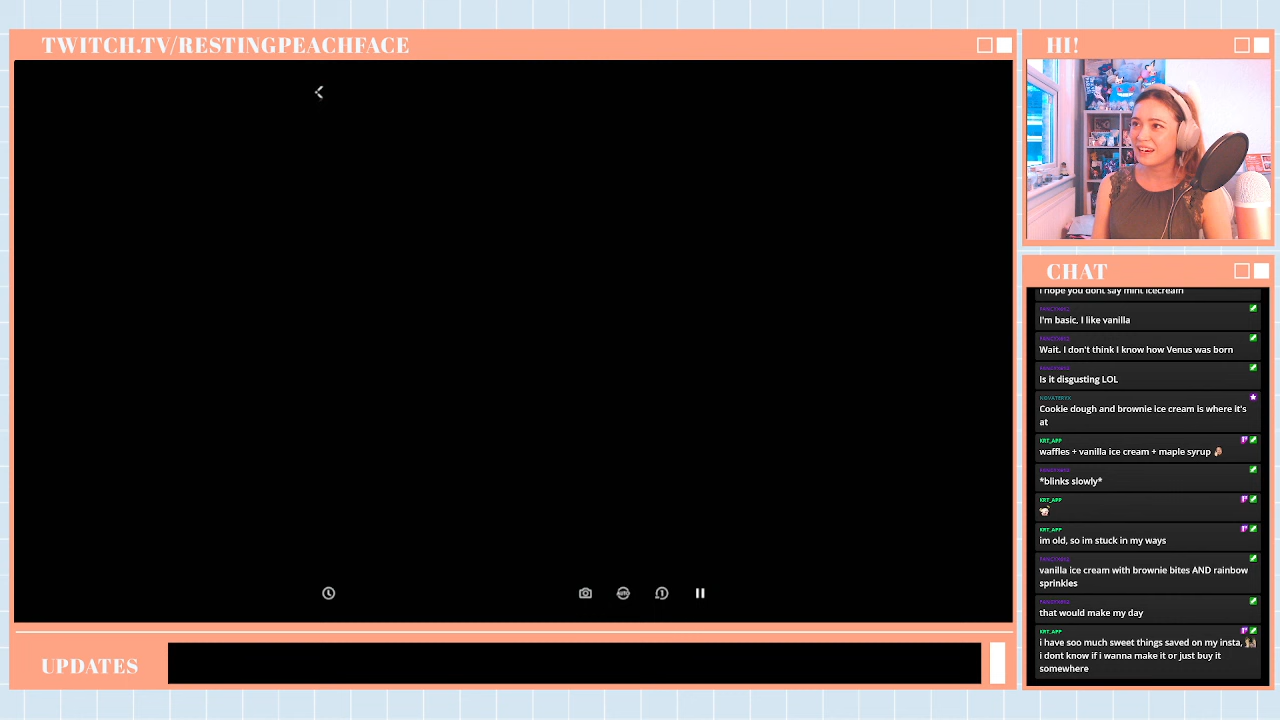 TWITCH.TV/RESTINGPEACHFACE
HI!
CHAT
i hope you dont say mint icecream
I'm basic, I like vanilla
Wait. I don't think I know how Venus was born
Is it disgusting LOL
Cookie dough and brownie ice cream is where it's
at
KRT_APP
waffles + vanilla ice cream + maple syrup
*blinks slowly*
KRT_APP
KRT_APP
im old, so im stuck in my ways
vanilla ice cream with brownie bites AND rainbow
sprinkles
that would make my day
KRT_APP
i have soo much sweet things saved on my insta,
i dont know if i wanna make it or just buy it
somewhere
AUTO
1
UPDATES